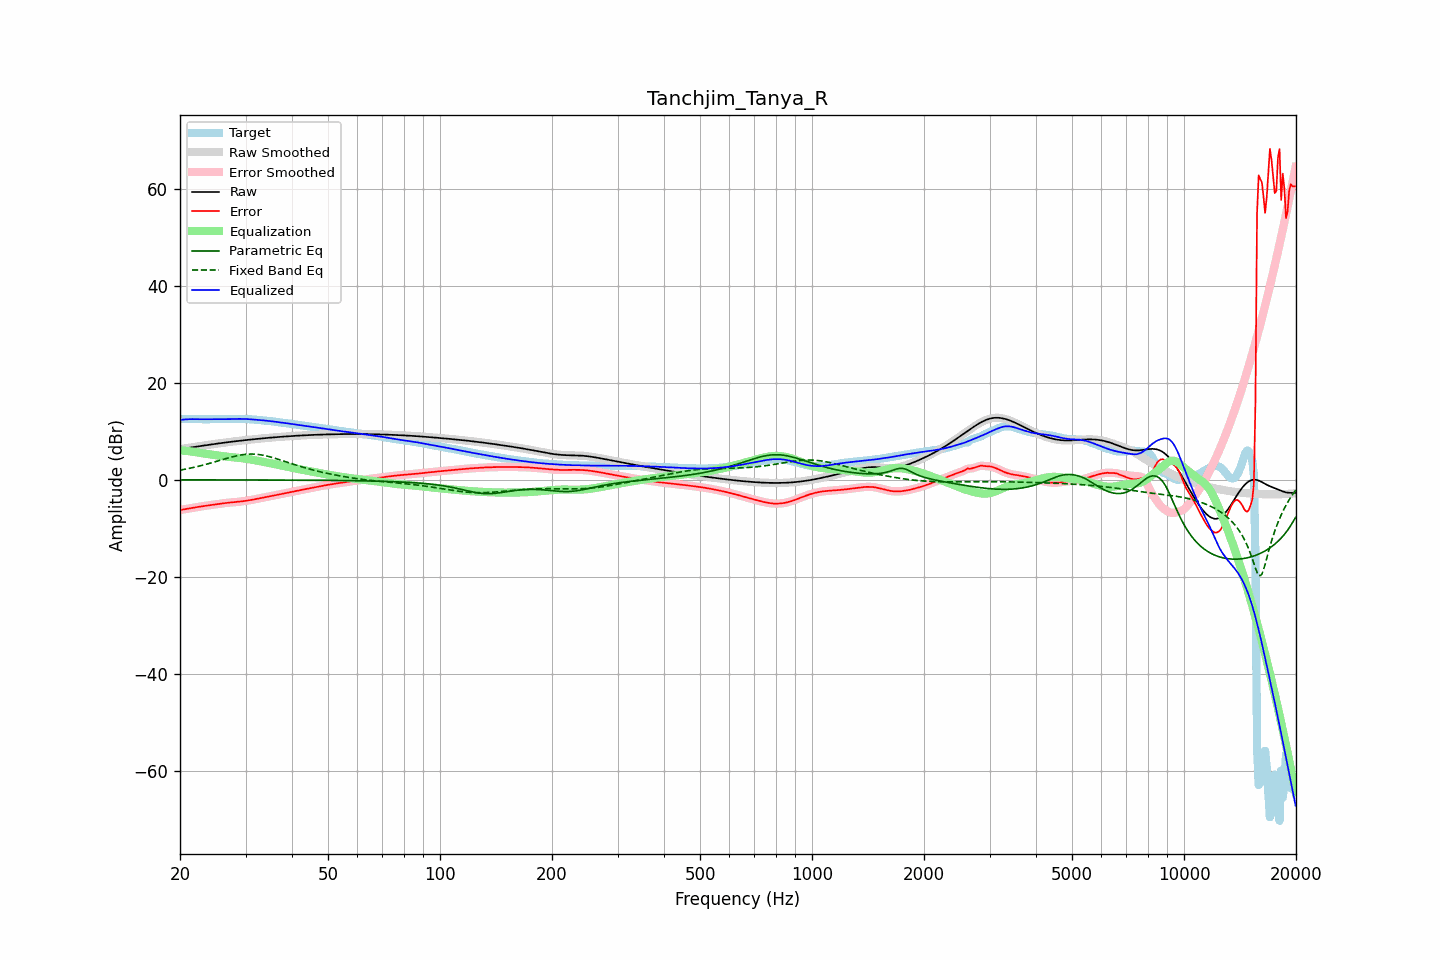 Tanchjim_Tanya_R
Target
Raw Smoothed
Error Smoothed
Raw
Error
Equalization
Parametric Eq
Fixed Band Eq
Equalized
60
40
20
0
−20
−40
−60
Amplitude (dBr)
20
50
100
200
500
1000
2000
5000
10000
20000
Frequency (Hz)